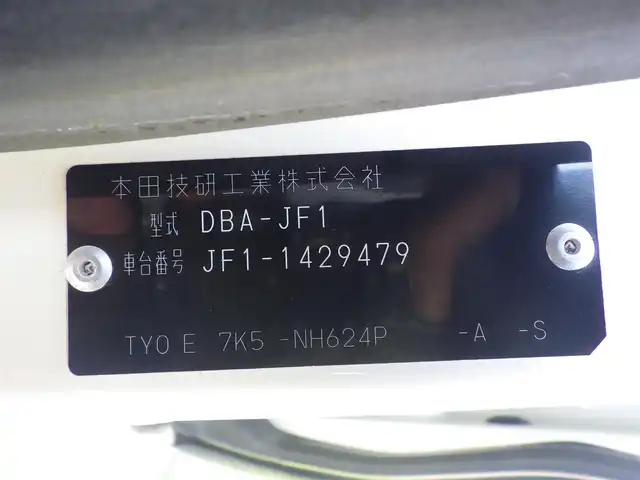 本田技研工業株式会社
型式 DBA-JF1
車台番号 JF1-1429479
TYO E 7K5 -NH624P -A -S